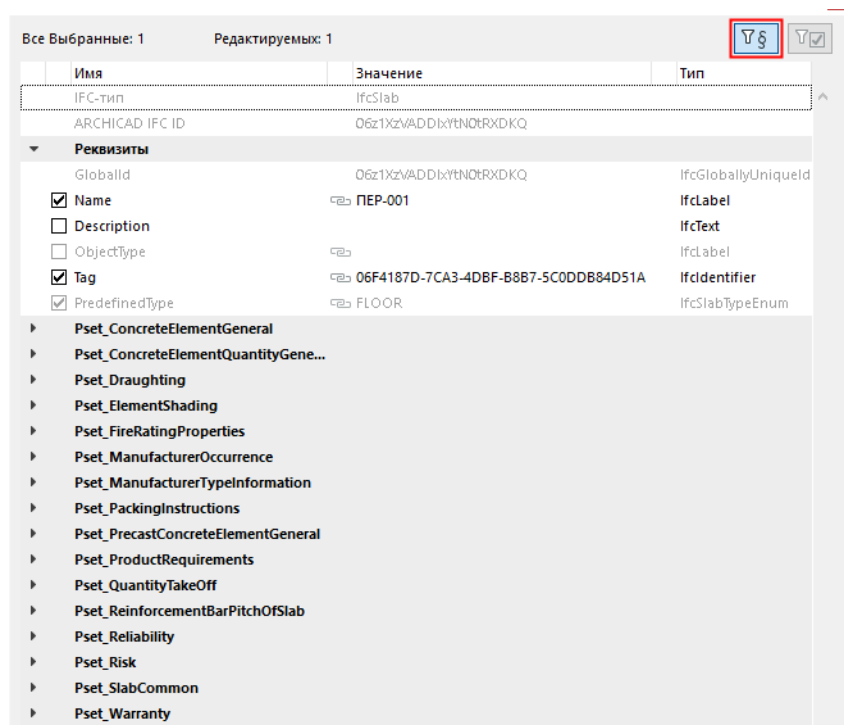 Все Выбранные: 1 Редактируемых: 1 §
Имя Значение Тип
IFC-тип IfcSlab
ARCHICAD IFC ID 06z1XzVADDIxYtN0tRXDKQ
Реквизиты
GlobalId 06z1XzVADDIxYtN0tRXDKQ IfcGloballyUniqueId
Name ПЕР-001 IfcLabel
Description IfcText
ObjectType IfcLabel
Tag 06F4187D-7CA3-4DBF-B8B7-5C0DDB84D51A IfcIdentifier
PredefinedType FLOOR IfcSlabTypeEnum
Pset_ConcreteElementGeneral
Pset_ConcreteElementQuantityGene...
Pset_Draughting
Pset_ElementShading
Pset_FireRatingProperties
Pset_ManufacturerOccurrence
Pset_ManufacturerTypeInformation
Pset_PackingInstructions
Pset_PrecastConcreteElementGeneral
Pset_ProductRequirements
Pset_QuantityTakeOff
Pset_ReinforcementBarPitchOfSlab
Pset_Reliability
Pset_Risk
Pset_SlabCommon
Pset_Warranty